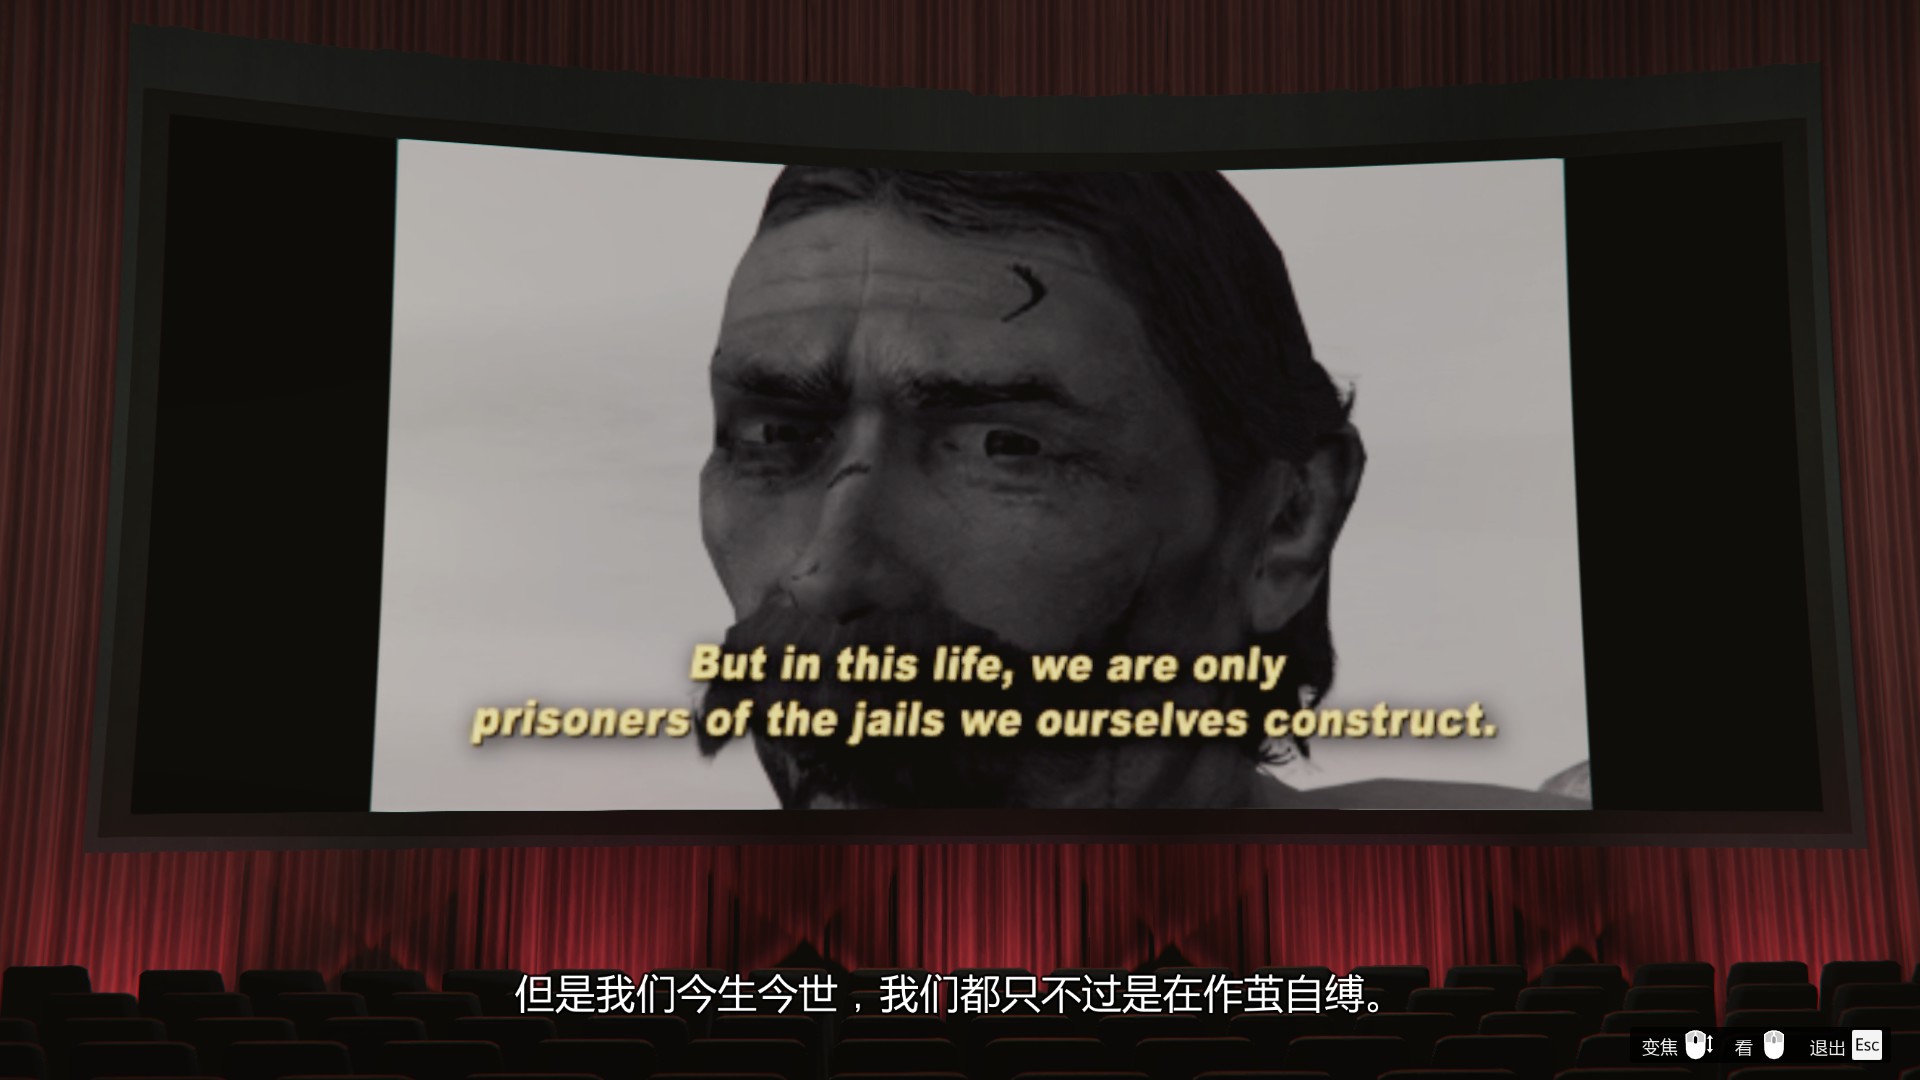 But in this life, we are only
prisoners of the jails we ourselves construct.
但是我们今生今世，我们都只不过是在作茧自缚。
变焦 看 退出 Esc